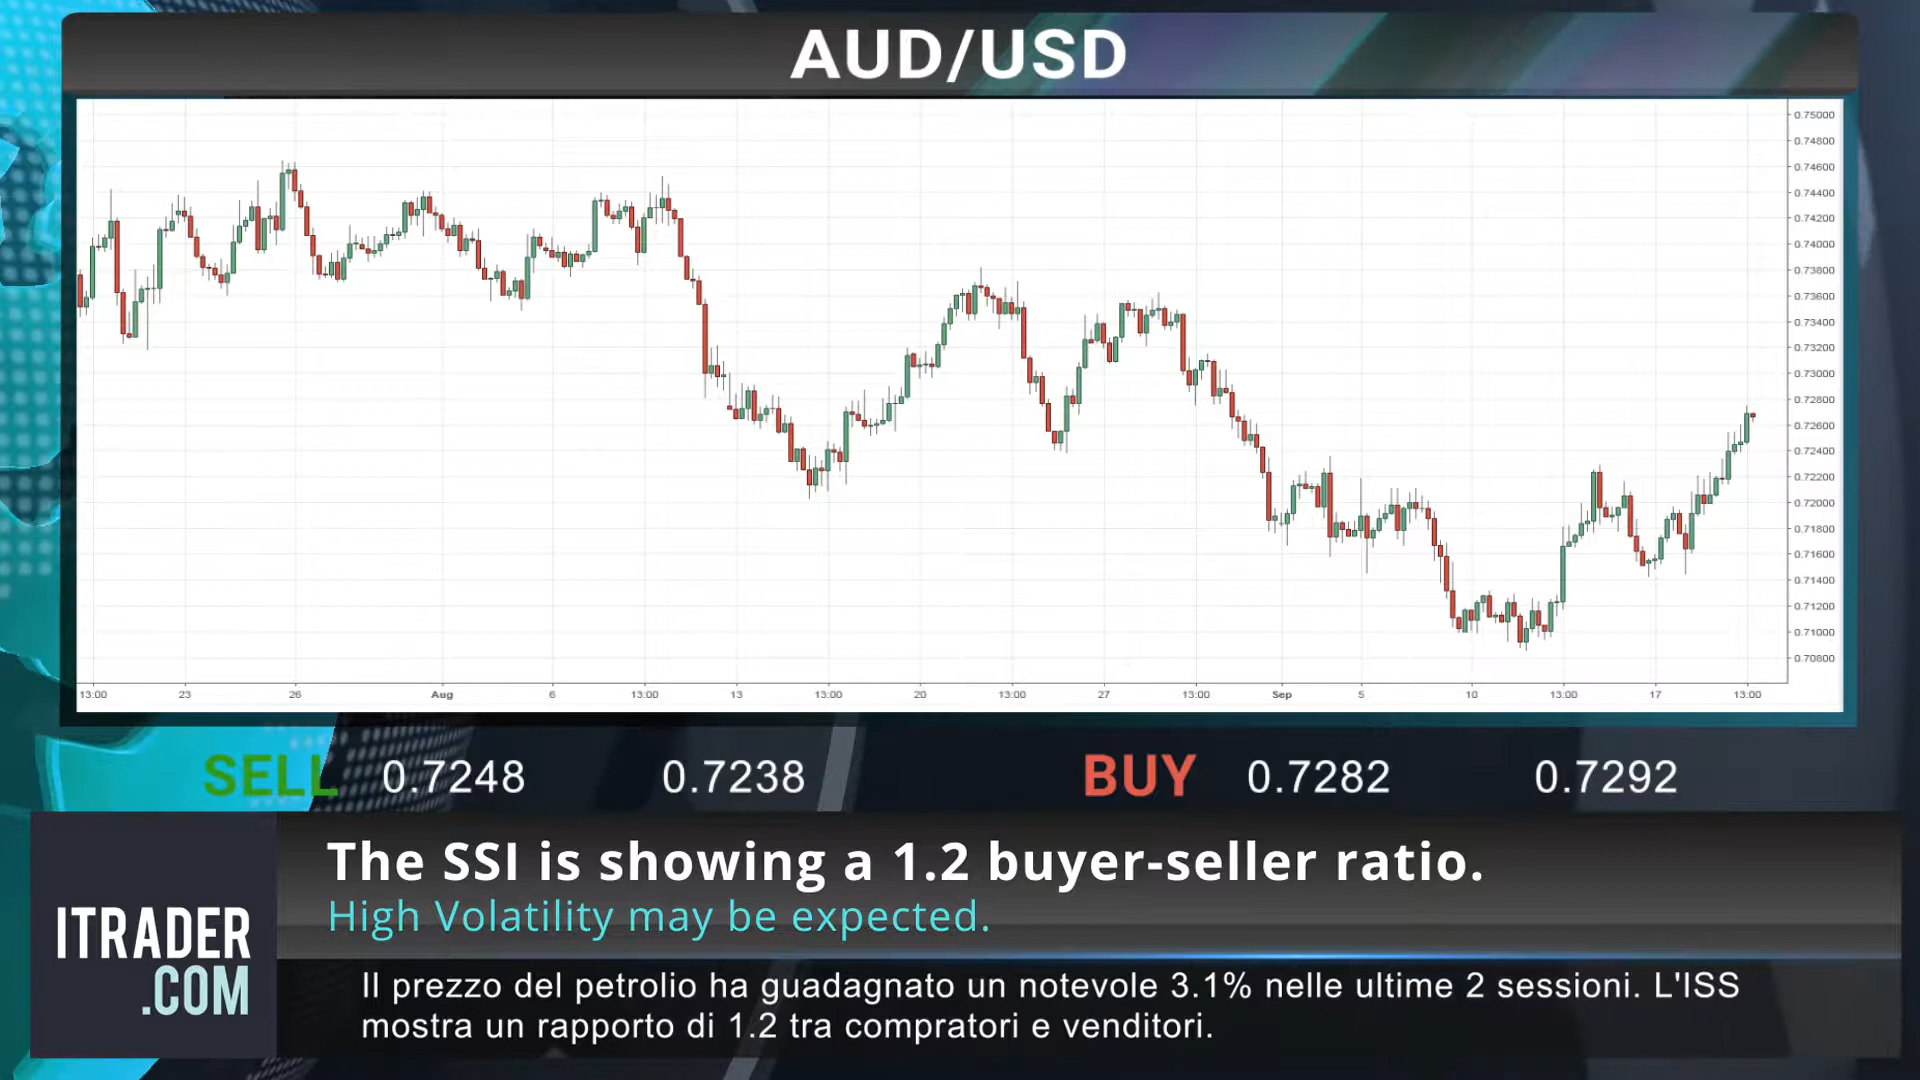 AUD/USD
0.75000
0.74800
0.74600
0.74400
0.74200
0.74000
0.73800
0.73600
0.73400
0.73200
0.73000
0.72800
0.72600
0.72400
0.72200
0.72000
0.71800
0.71600
0.71400
0.71200
0.71000
0.70800
13:00 23 26 Aug 6 13:00 13 13:00 20 13:00 27 13:00 Sep 5 10 13:00 17 13:00
SELL 0.7248 0.7238 BUY 0.7282 0.7292
The SSI is showing a 1.2 buyer-seller ratio.
High Volatility may be expected.
ITRADER
.COM
Il prezzo del petrolio ha guadagnato un notevole 3.1% nelle ultime 2 sessioni. L'ISS
mostra un rapporto di 1.2 tra compratori e venditori.